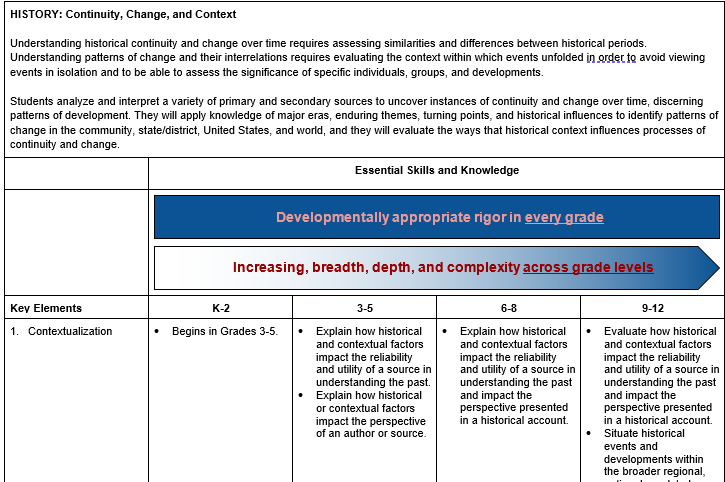 HISTORY: Continuity, Change, and Context
Understanding historical continuity and change over time requires assessing similarities and differences between historical periods.
Understanding patterns of change and their interrelations requires evaluating the context within which events unfolded in order to avoid viewing
events in isolation and to be able to assess the significance of specific individuals, groups, and developments.
Students analyze and interpret a variety of primary and secondary sources to uncover instances of continuity and change over time, discerning
patterns of development. They will apply knowledge of major eras, enduring themes, turning points, and historical influences to identify patterns of
change in the community, state/district, United States, and world, and they will evaluate the ways that historical context influences processes of
continuity and change.
Essential Skills and Knowledge
Developmentally appropriate rigor in every grade
Increasing, breadth, depth, and complexity across grade levels
Key Elements
K-2
3-5
6-8
9-12
1. Contextualization
• Begins in Grades 3-5.
• Explain how historical
and contextual factors
impact the reliability
and utility of a source in
understanding the past.
• Explain how historical
or contextual factors
impact the perspective
of an author or source.
• Explain how historical
and contextual factors
impact the reliability
and utility of a source in
understanding the past
and impact the
perspective presented
in a historical account.
• Evaluate how historical
and contextual factors
impact the reliability
and utility of a source in
understanding the past
and impact the
perspective presented
in a historical account.
• Situate historical
events and
developments within
the broader regional,